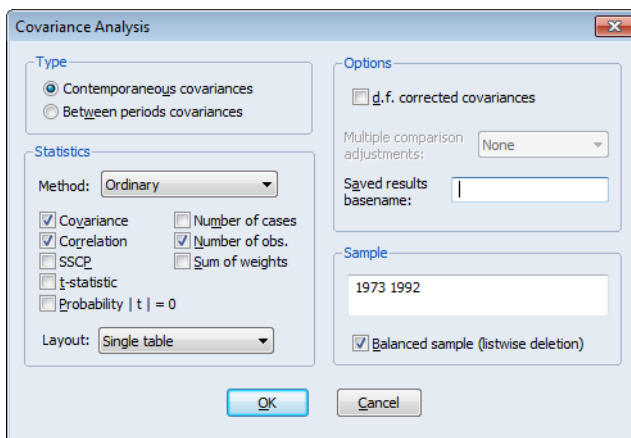 Covariance Analysis
Type
Contemporaneous covariances
Between periods covariances
Statistics
Method: Ordinary
Covariance
Number of cases
Correlation
Number of obs.
SSCP
Sum of weights
t-statistic
Probability | t | = 0
Layout: Single table
Options
d.f. corrected covariances
Multiple comparison
adjustments: None
Saved results
basename:
Sample
1973 1992
Balanced sample (listwise deletion)
OK
Cancel